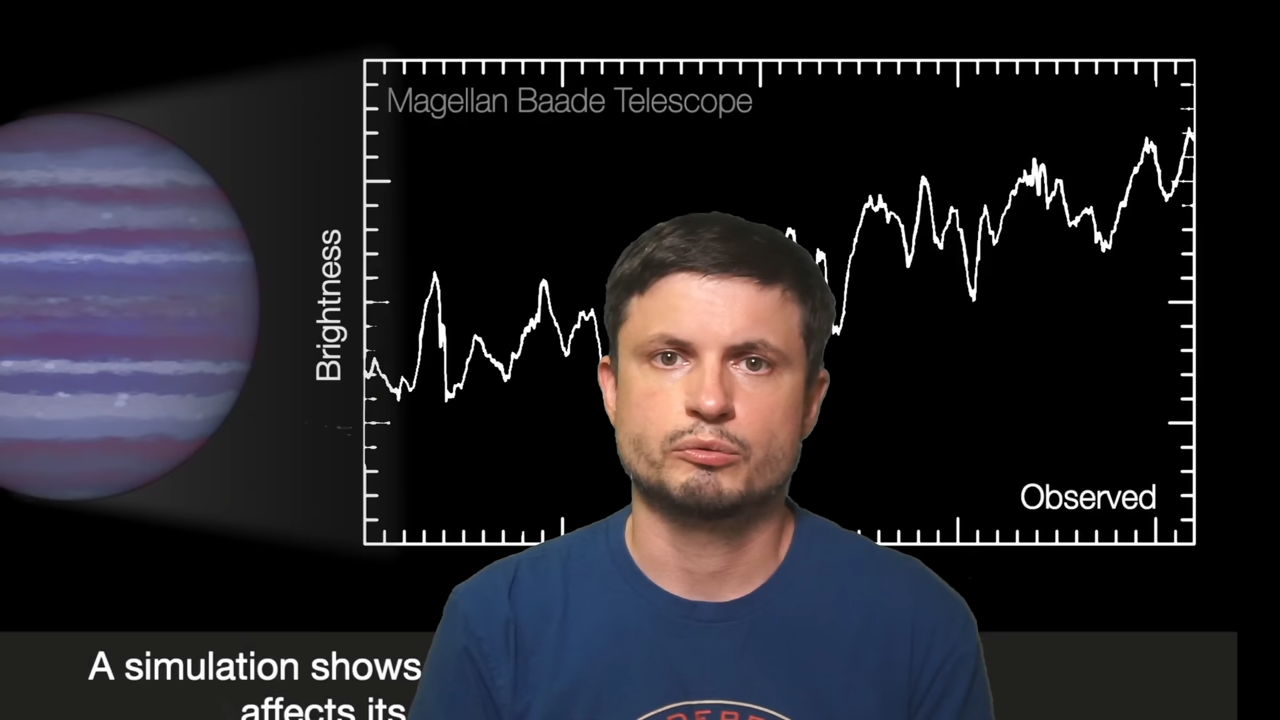 Magellan Baade Telescope
Brightness
Observed
A simulation shows
affects its